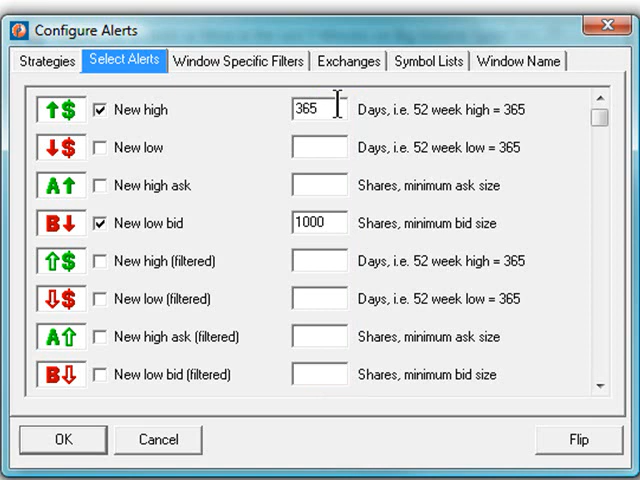 Configure Alerts
Strategies Select Alerts Window Specific Filters Exchanges Symbol Lists Window Name
$ New high 365 Days, i.e. 52 week high = 365
$ New low Days, i.e. 52 week low = 365
A New high ask Shares, minimum ask size
B New low bid 1000 Shares, minimum bid size
$ New high (filtered) Days, i.e. 52 week high = 365
$ New low (filtered) Days, i.e. 52 week low = 365
A New high ask (filtered) Shares, minimum ask size
B New low bid (filtered) Shares, minimum bid size
OK Cancel Flip